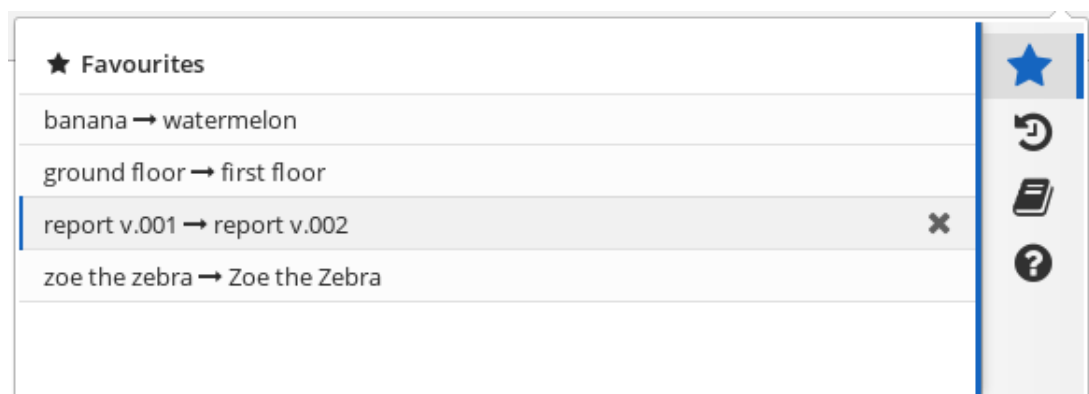 ★ Favourites
banana → watermelon
ground floor → first floor
report v.001 → report v.002
zoe the zebra → Zoe the Zebra